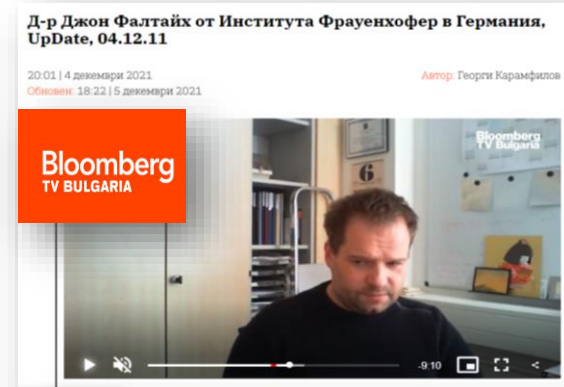 Д-р Джон Фалтайх от Института Фрауенхофер в Германия,
UpDate, 04.12.11
20:01 | 4 декември 2021
Автор: Георги Карамфилов
Обновен: 18:22 | 5 декември 2021
Bloomberg
TV BULGARIA
Bloomberg
TV Bulgaria
6
-9:10